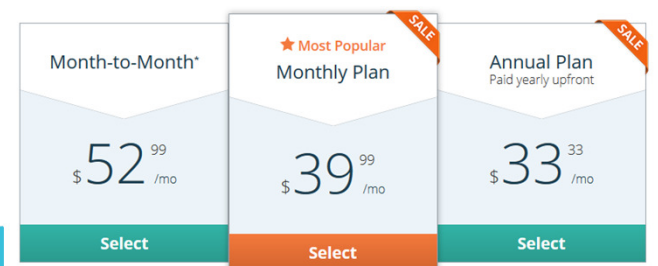 Month-to-Month*
$52 99 /mo
Select
SALE
★ Most Popular
Monthly Plan
$39 99 /mo
Select
SALE
Annual Plan
Paid yearly upfront
$33 33 /mo
Select